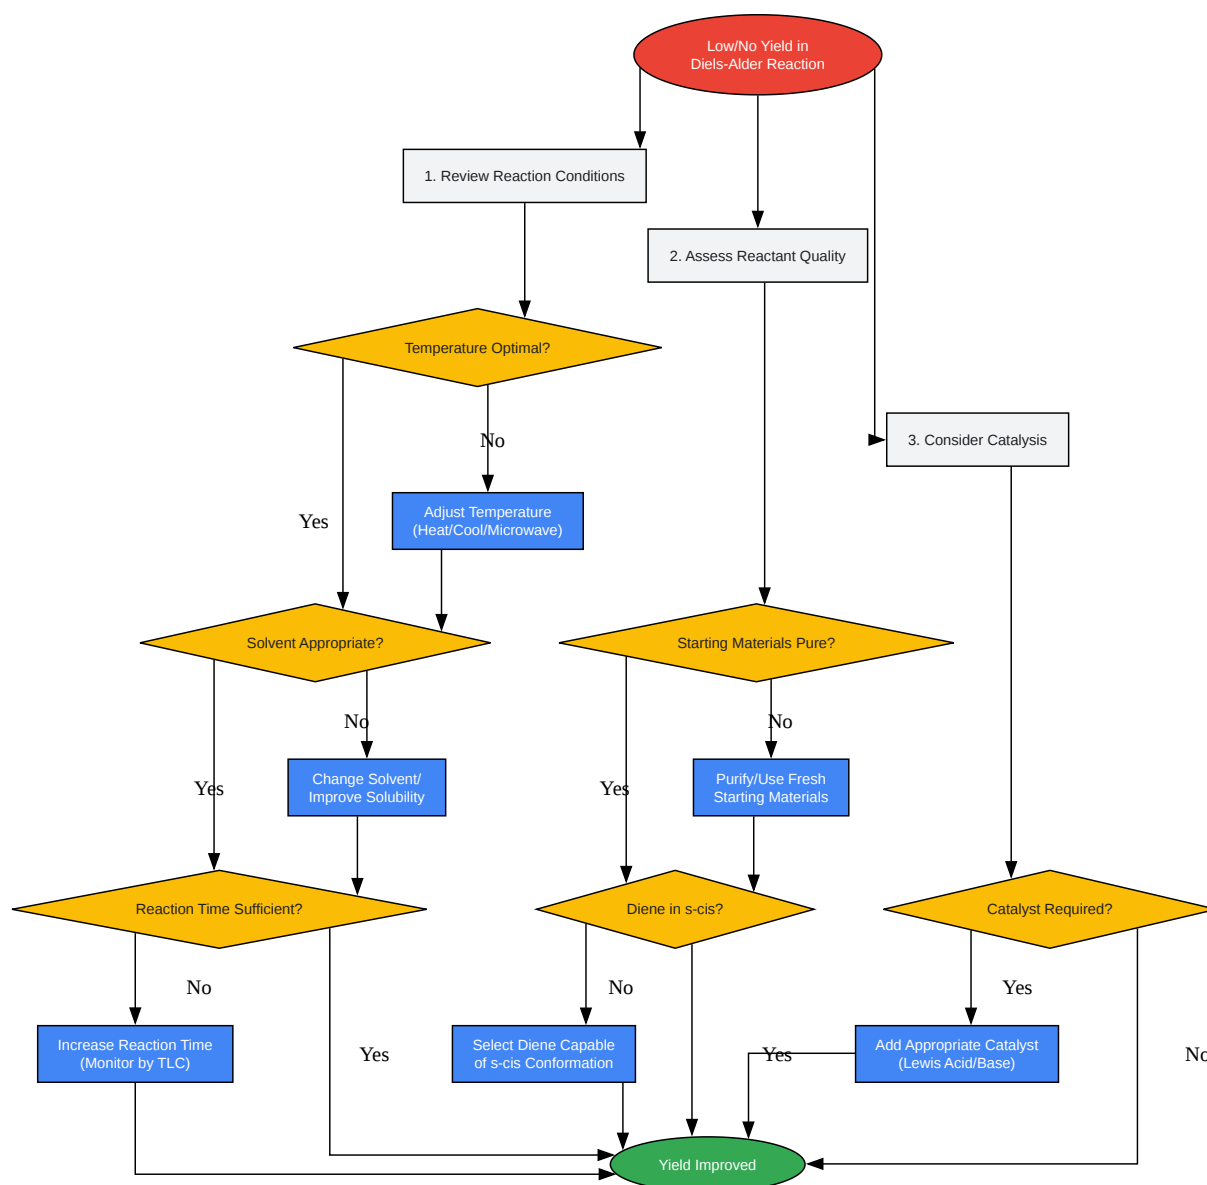 Low/No Yield in
Diels-Alder Reaction
1. Review Reaction Conditions
2. Assess Reactant Quality
Temperature Optimal?
3. Consider Catalysis
No
Adjust Temperature
(Heat/Cool/Microwave)
Yes
Solvent Appropriate?
Starting Materials Pure?
No
No
Change Solvent/
Improve Solubility
Purify/Use Fresh
Starting Materials
Yes
Yes
Reaction Time Sufficient?
Diene in s-cis?
Catalyst Required?
No
No
Yes
Increase Reaction Time
(Monitor by TLC)
Select Diene Capable
of s-cis Conformation
Add Appropriate Catalyst
(Lewis Acid/Base)
Yes
Yes
No
Yield Improved